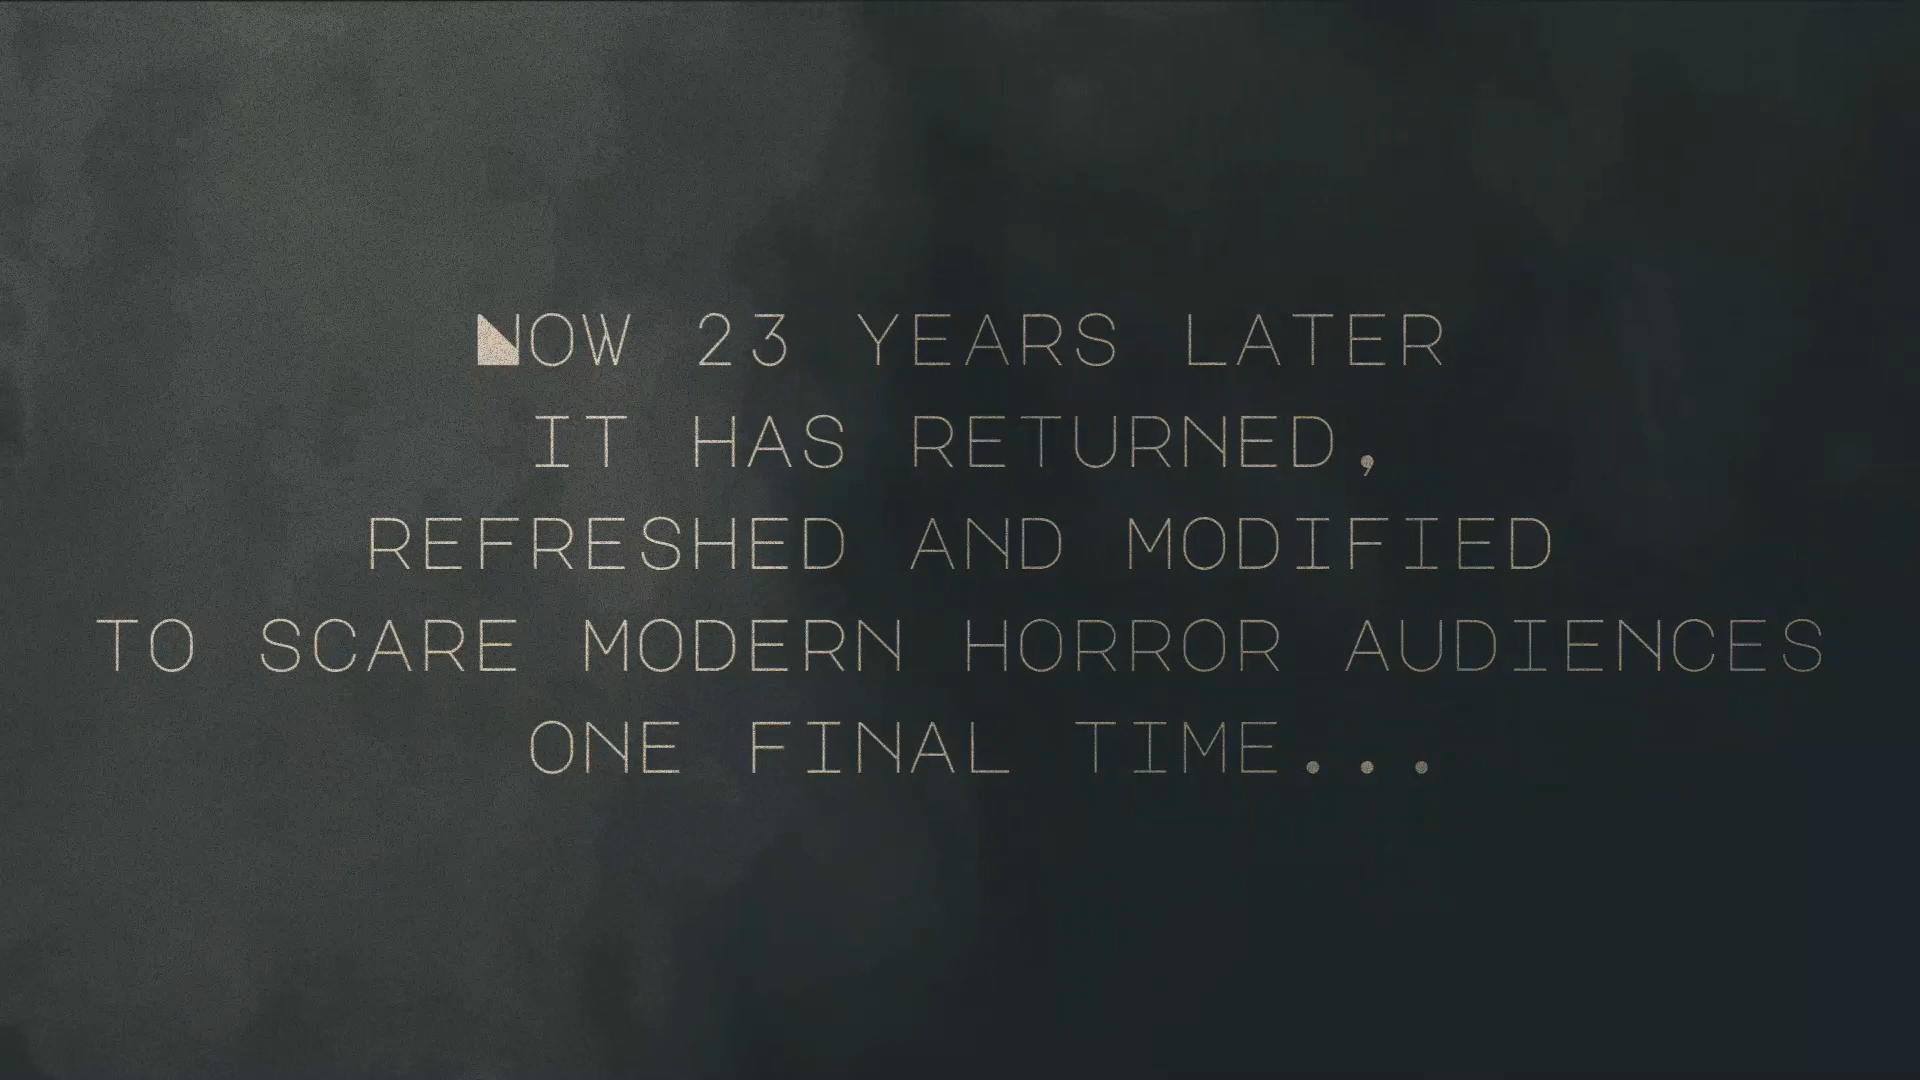 NOW 23 YEARS LATER
IT HAS RETURNED,
REFRESHED AND MODIFIED
TO SCARE MODERN HORROR AUDIENCES
ONE FINAL TIME...